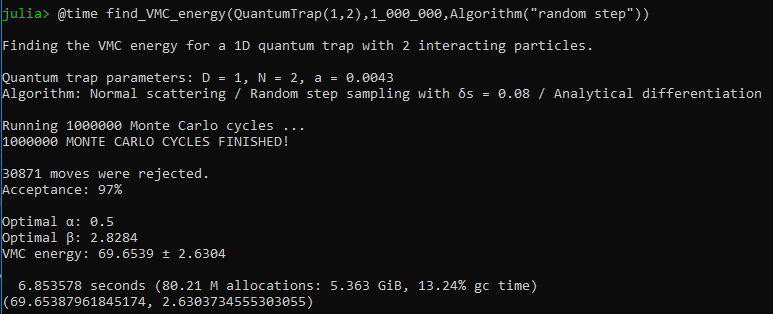 julia> @time find_VMC_energy(QuantumTrap(1,2),1_000_000,Algorithm("random step"))
Finding the VMC energy for a 1D quantum trap with 2 interacting particles.
Quantum trap parameters: D = 1, N = 2, a = 0.0043
Algorithm: Normal scattering / Random step sampling with δs = 0.08 / Analytical differentiation
Running 1000000 Monte Carlo cycles ...
1000000 MONTE CARLO CYCLES FINISHED!
30871 moves were rejected.
Acceptance: 97%
Optimal α: 0.5
Optimal β: 2.8284
VMC energy: 69.6539 ± 2.6304
6.853578 seconds (80.21 M allocations: 5.363 GiB, 13.24% gc time)
(69.65387961845174, 2.6303734555303055)